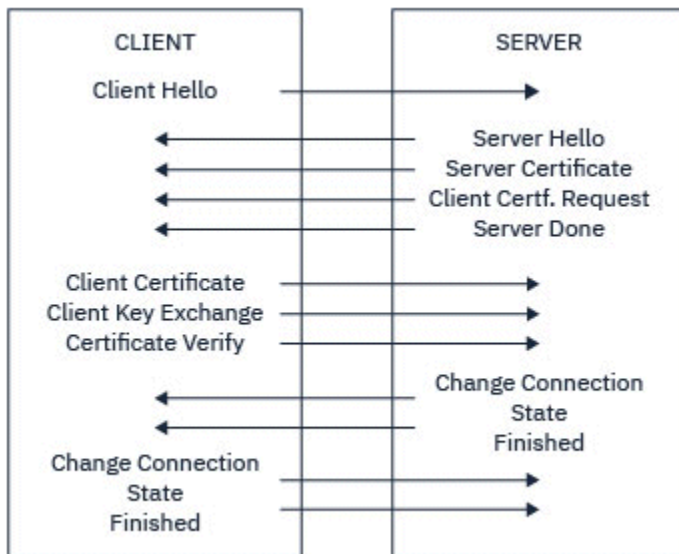 CLIENT
SERVER
Client Hello
Server Hello
Server Certificate
Client Certf. Request
Server Done
Client Certificate
Client Key Exchange
Certificate Verify
Change Connection
State
Finished
Change Connection
State
Finished